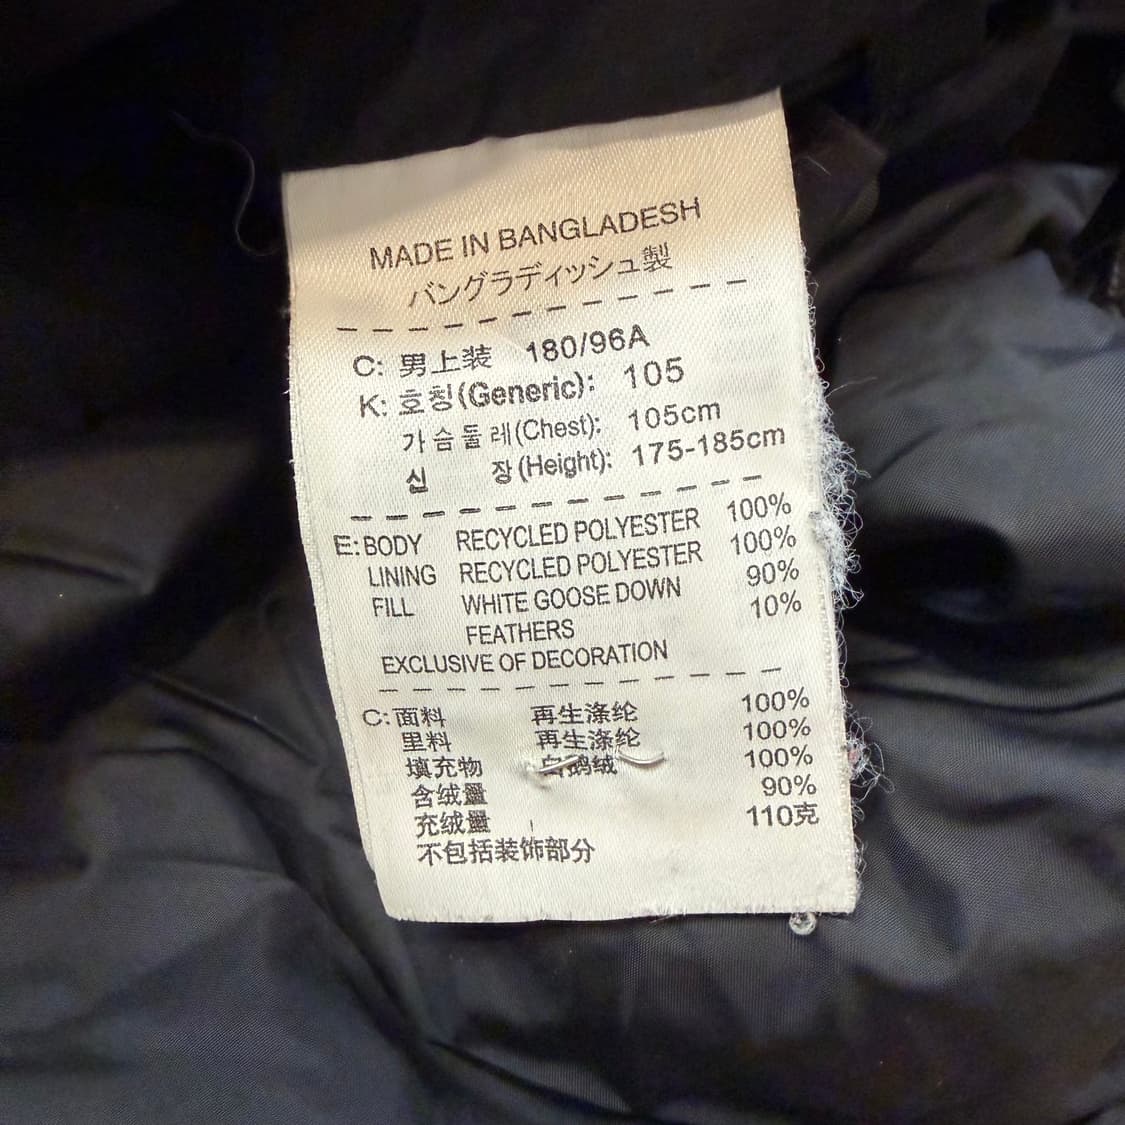 MADE IN BANGLADESH
バングラディッシュ製
C: 男上装 180/96A
K: 호칭(Generic): 105
가슴둘레(Chest): 105cm
신 장(Height): 175-185cm
E: BODY RECYCLED POLYESTER 100%
LINING RECYCLED POLYESTER 100%
FILL WHITE GOOSE DOWN 90%
FEATHERS 10%
EXCLUSIVE OF DECORATION
C: 面料 再生涤纶 100%
里料 再生涤纶 100%
填充物 白鹅绒 100%
含绒量 90%
充绒量 110克
不包括装饰部分